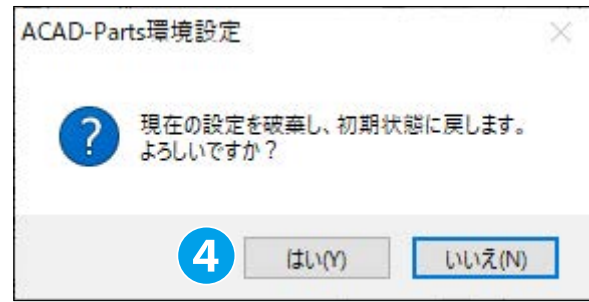 ACAD-Parts環境設定
現在の設定を破棄し、初期状態に戻します。
よろしいですか？
4
はい(Y)
いいえ(N)